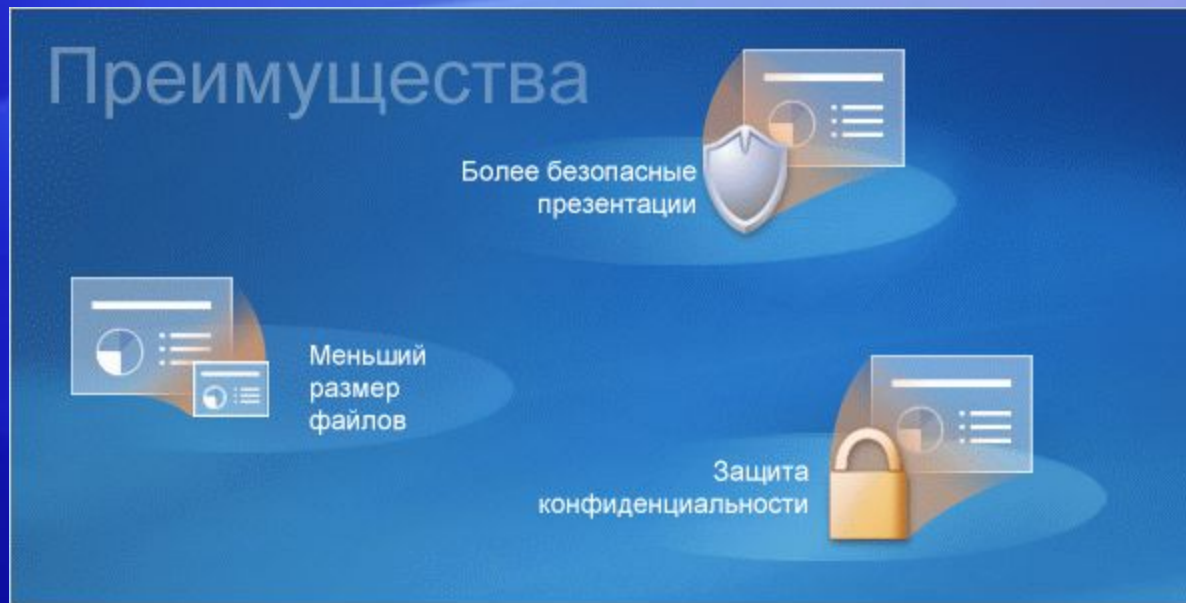 Преимущества
Более безопасные
презентации
Меньший
размер
файлов
Защита
конфиденциальности